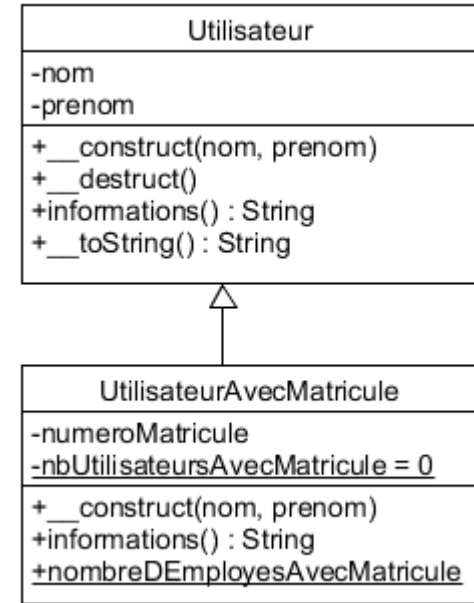 Utilisateur
-nom
-prenom
+__construct(nom, prenom)
+__destruct()
+informations() : String
+__toString() : String
UtilisateurAvecMatricule
-numeroMatricule
-nbUtilisateursAvecMatricule = 0
+__construct(nom, prenom)
+informations() : String
+nombreDEmployesAvecMatricule